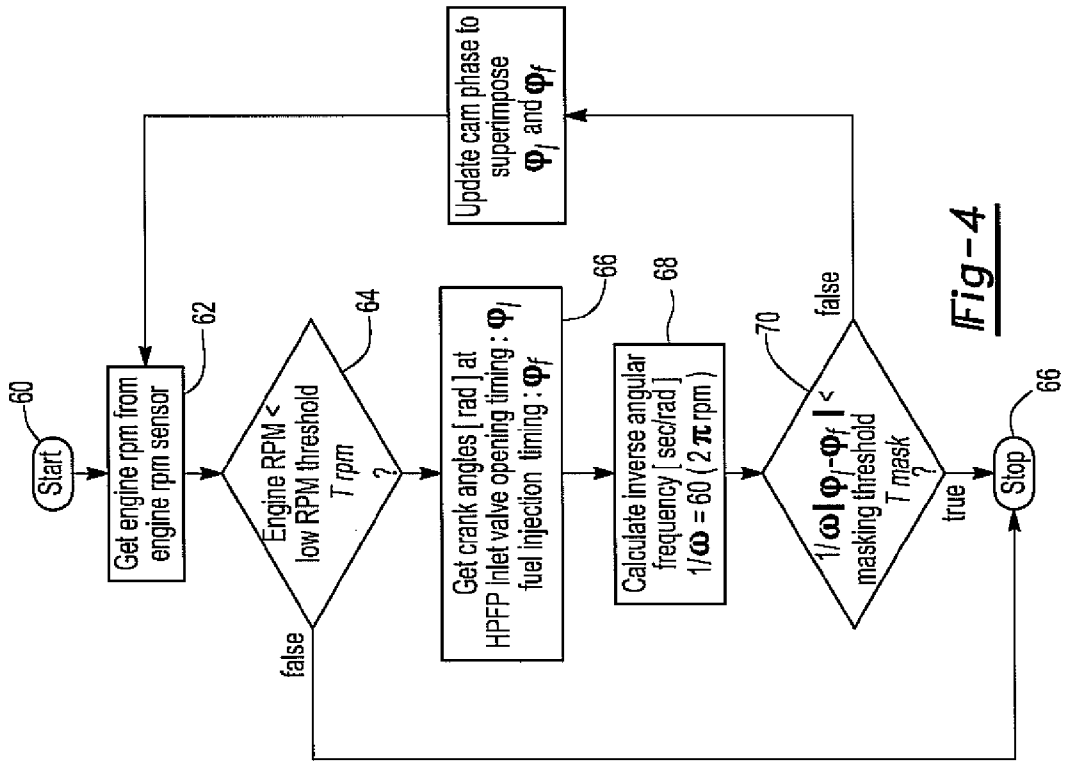 60
Start
Get engine rpm from
engine rpm sensor
62
Engine RPM <
low RPM threshold
T rpm
?
64
false
Get crank angles [ rad ] at
HPFP inlet valve opening timing : φj
fuel injection timing : φf
66
Calculate inverse angular
frequency [ sec/rad ]
1/ω = 60 ( 2 π rpm )
68
1/ω | φj-φf | <
masking threshold
T mask
?
70
false
true
Stop
66
Update cam phase to
superimpose
φj and φf
Fig-4